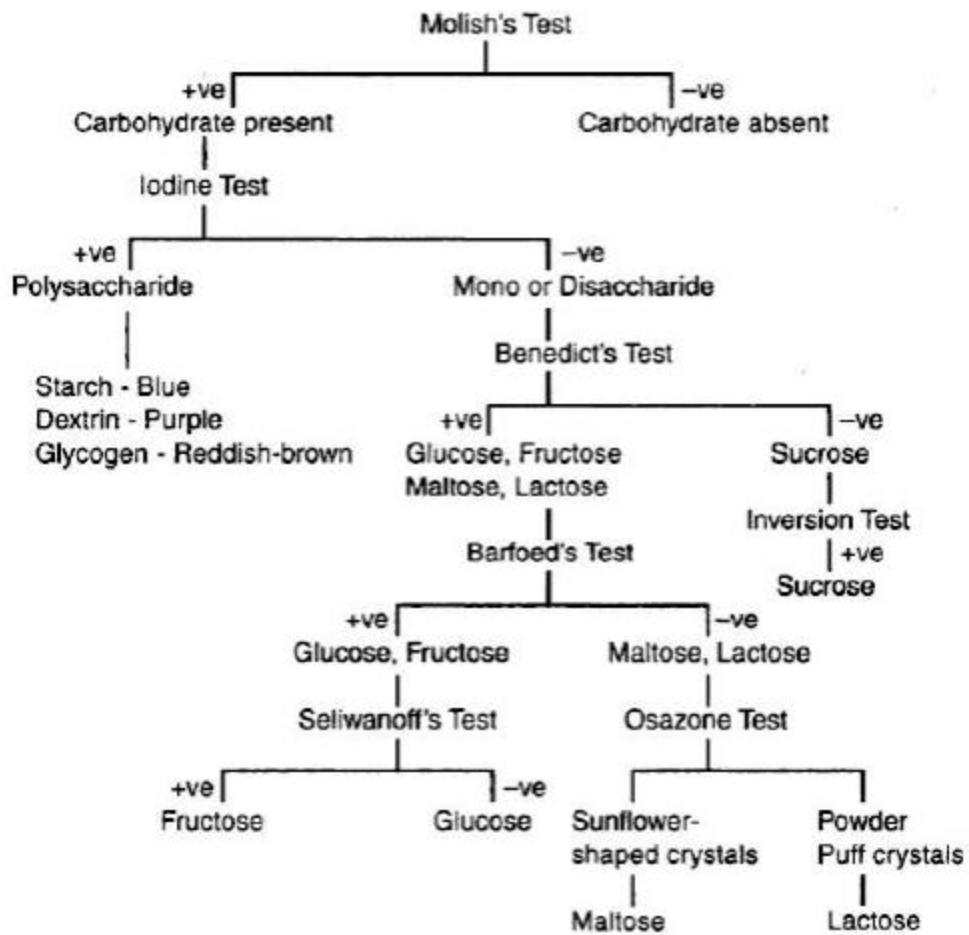 Molish's Test
+ve
–ve
Carbohydrate present
Carbohydrate absent
Iodine Test
+ve
–ve
Polysaccharide
Mono or Disaccharide
Starch - Blue
Dextrin - Purple
Glycogen - Reddish-brown
Benedict's Test
+ve
–ve
Glucose, Fructose
Maltose, Lactose
Sucrose
Inversion Test
+ve
Sucrose
Barfoed's Test
+ve
–ve
Glucose, Fructose
Maltose, Lactose
Seliwanoff's Test
Osazone Test
+ve
–ve
Fructose
Glucose
Sunflower-
shaped crystals
Powder
Puff crystals
Maltose
Lactose